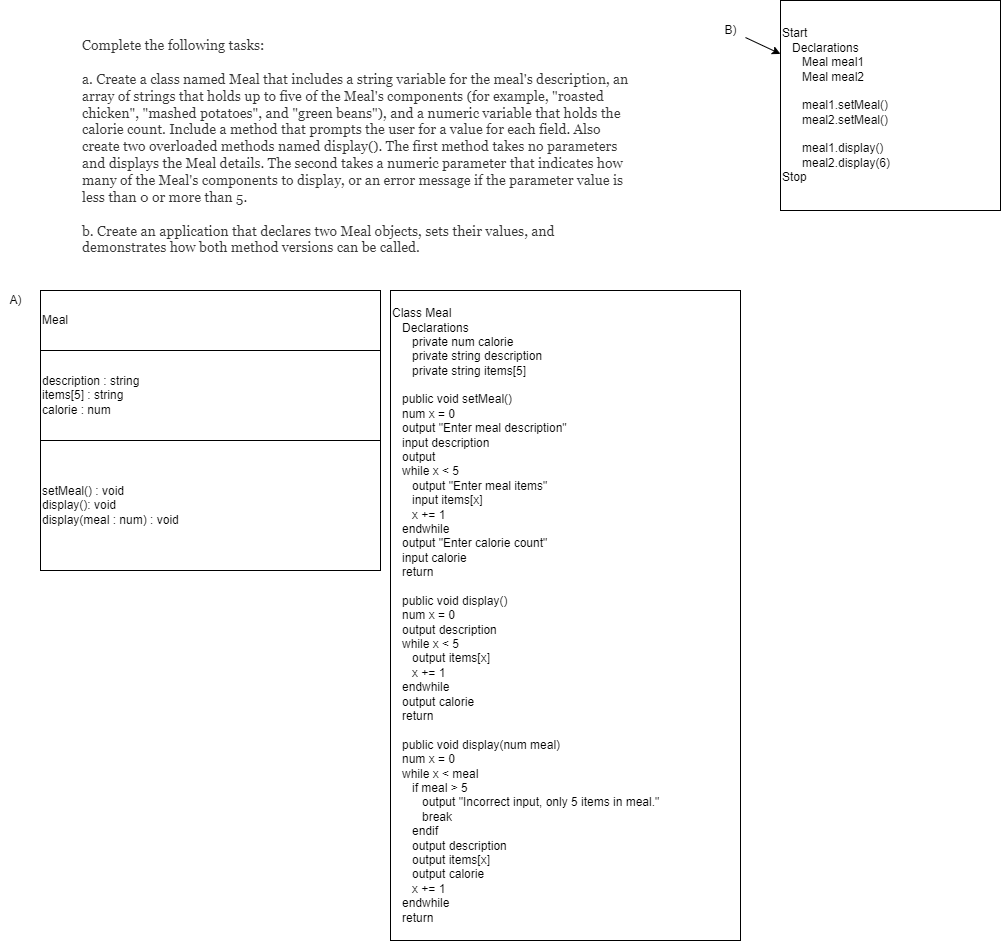 Complete the following tasks:
a. Create a class named Meal that includes a string variable for the meal's description, an
array of strings that holds up to five of the Meal's components (for example, "roasted
chicken", "mashed potatoes", and "green beans"), and a numeric variable that holds the
calorie count. Include a method that prompts the user for a value for each field. Also
create two overloaded methods named display(). The first method takes no parameters
and displays the Meal details. The second takes a numeric parameter that indicates how
many of the Meal's components to display, or an error message if the parameter value is
less than 0 or more than 5.
b. Create an application that declares two Meal objects, sets their values, and
demonstrates how both method versions can be called.
B)
Start
Declarations
Meal meal1
Meal meal2
meal1.setMeal()
meal2.setMeal()
meal1.display()
meal2.display(6)
Stop
A)
Meal
description : string
items[5] : string
calorie : num
setMeal() : void
display(): void
display(meal : num) : void
Class Meal
Declarations
private num calorie
private string description
private string items[5]
public void setMeal()
num x = 0
output "Enter meal description"
input description
output
while x < 5
output "Enter meal items"
input items[x]
x += 1
endwhile
output "Enter calorie count"
input calorie
return
public void display()
num x = 0
output description
while x < 5
output items[x]
x += 1
endwhile
output calorie
return
public void display(num meal)
num x = 0
while x < meal
if meal > 5
output "Incorrect input, only 5 items in meal."
break
endif
output description
output items[x]
output calorie
x += 1
endwhile
return